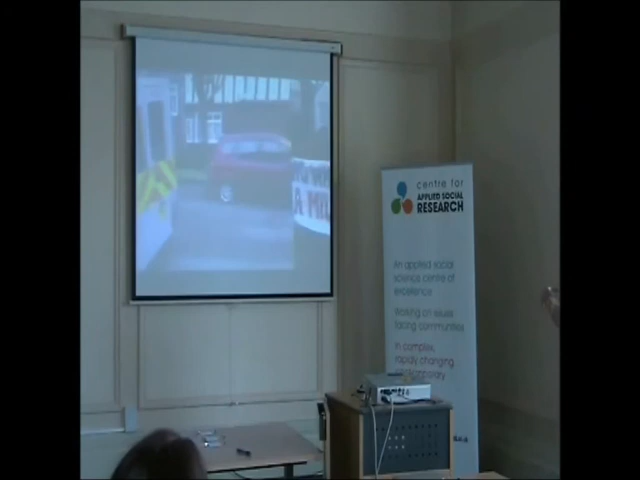 A MIL
centre for
APPLIED SOCIAL
RESEARCH
An applied social
science centre of
excellence
Working on issues
facing communities
In complex,
rapidly changing